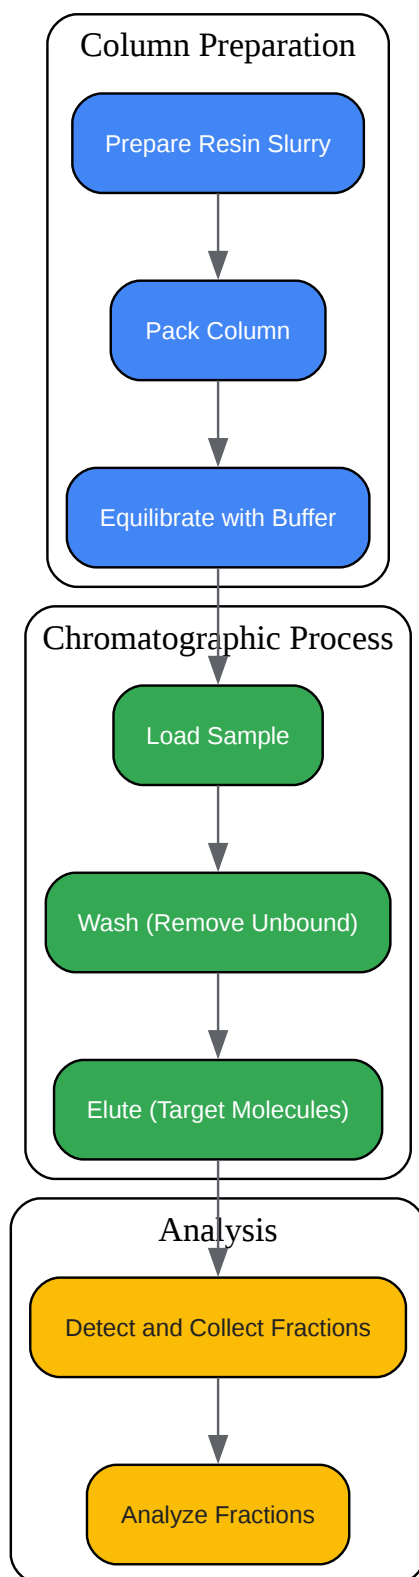 Column Preparation
Prepare Resin Slurry
Pack Column
Equilibrate with Buffer
Chromatographic Process
Load Sample
Wash (Remove Unbound)
Elute (Target Molecules)
Analysis
Detect and Collect Fractions
Analyze Fractions